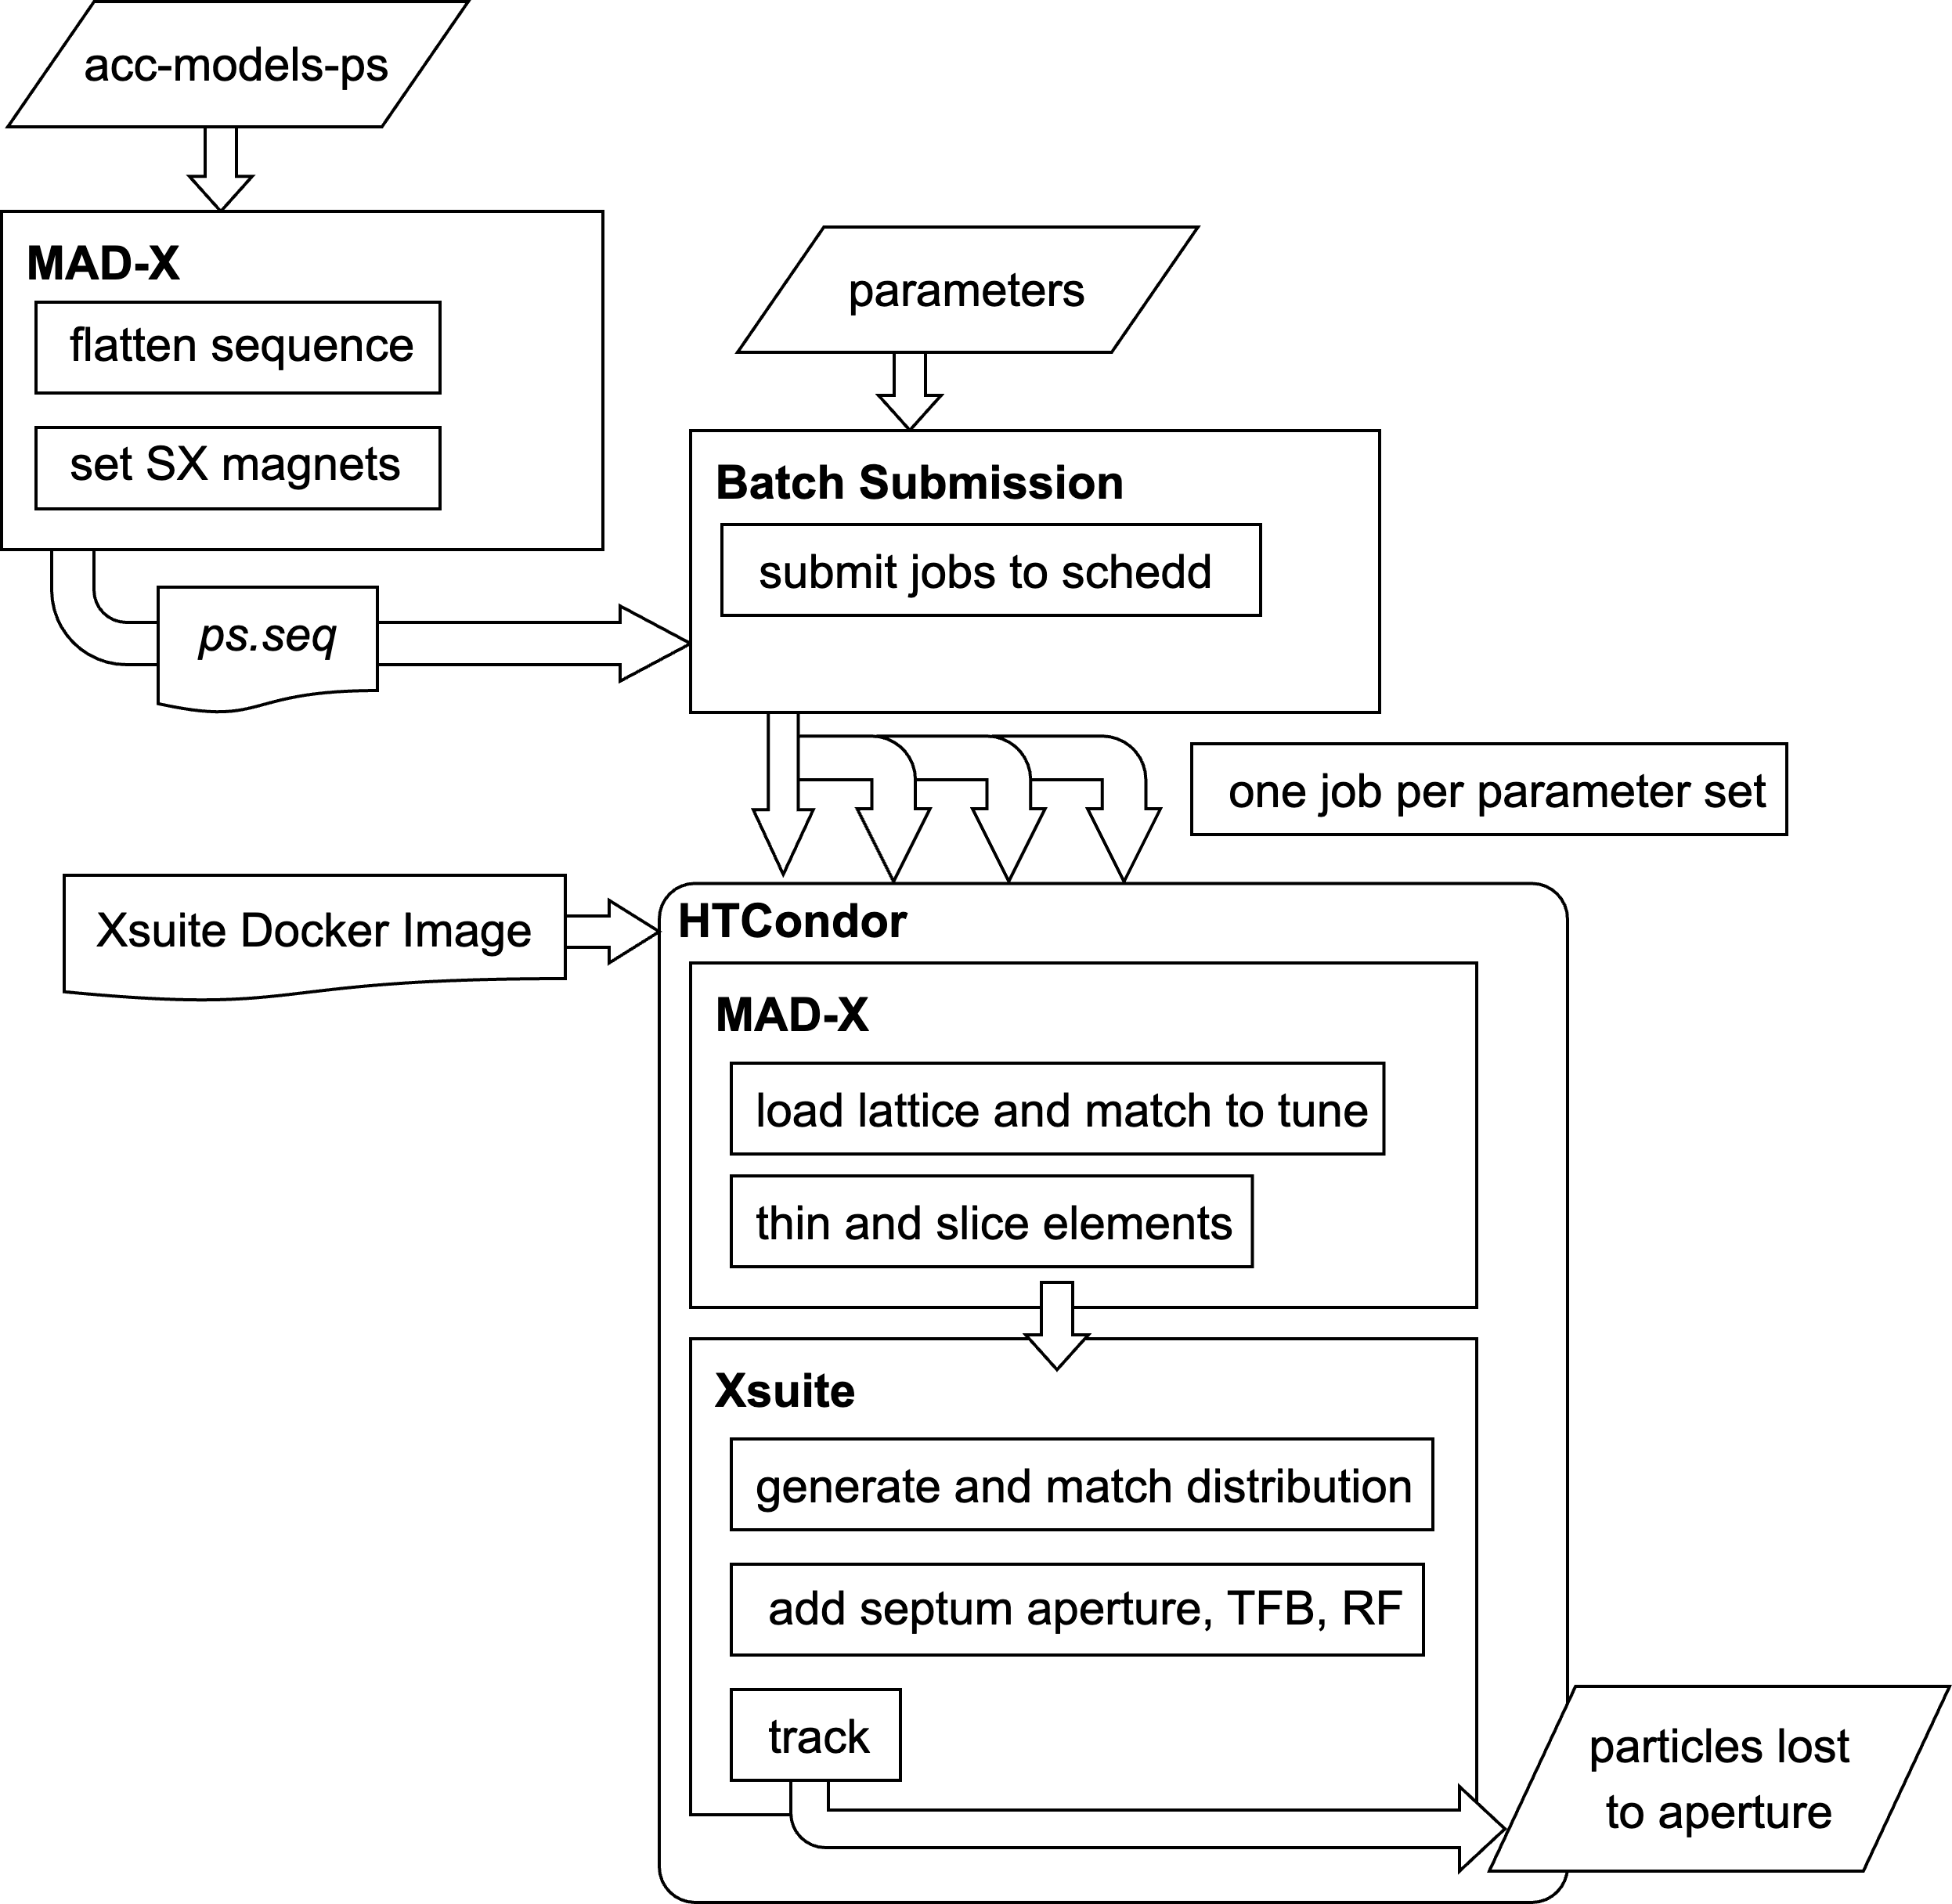 acc-models-ps
MAD-X
flatten sequence
set SX magnets
ps.seq
parameters
Batch Submission
submit jobs to schedd
one job per parameter set
Xsuite Docker Image
HTCondor
MAD-X
load lattice and match to tune
thin and slice elements
Xsuite
generate and match distribution
add septum aperture, TFB, RF
track
particles lost
to aperture